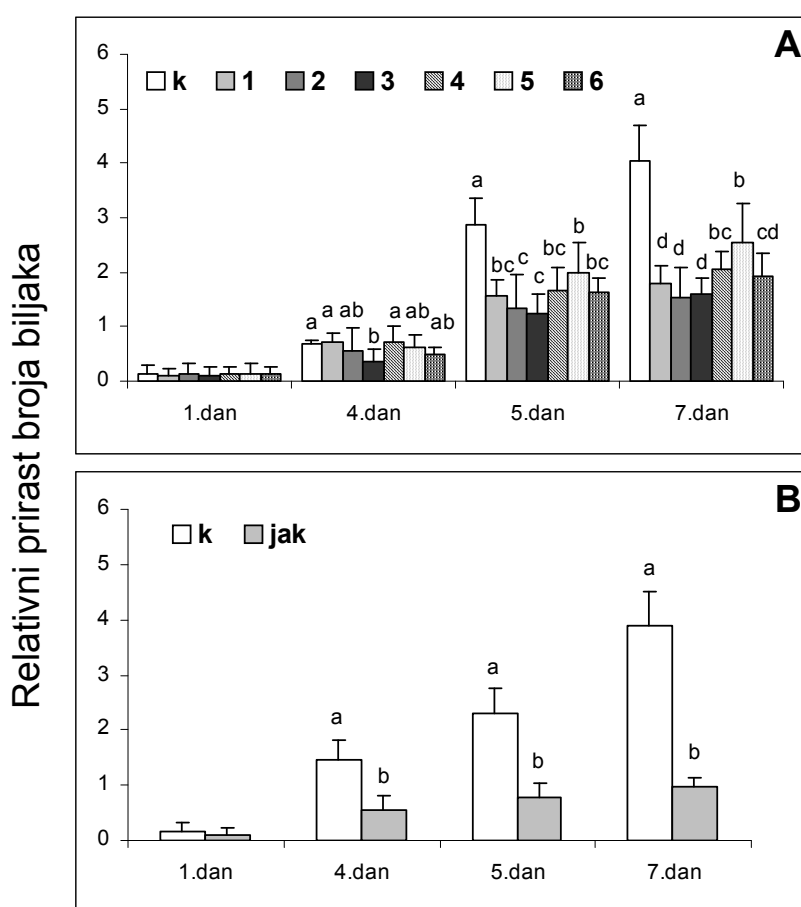 Relativni prirast broja biljaka
A
6
5
4
3
2
1
0
k 1 2 3 4 5 6
a a ab b a ab ab
a bc c c bc b bc
a d d d bc b cd
1.dan 4.dan 5.dan 7.dan
B
6
5
4
3
2
1
0
k jak
a b
a b
a b
1.dan 4.dan 5.dan 7.dan